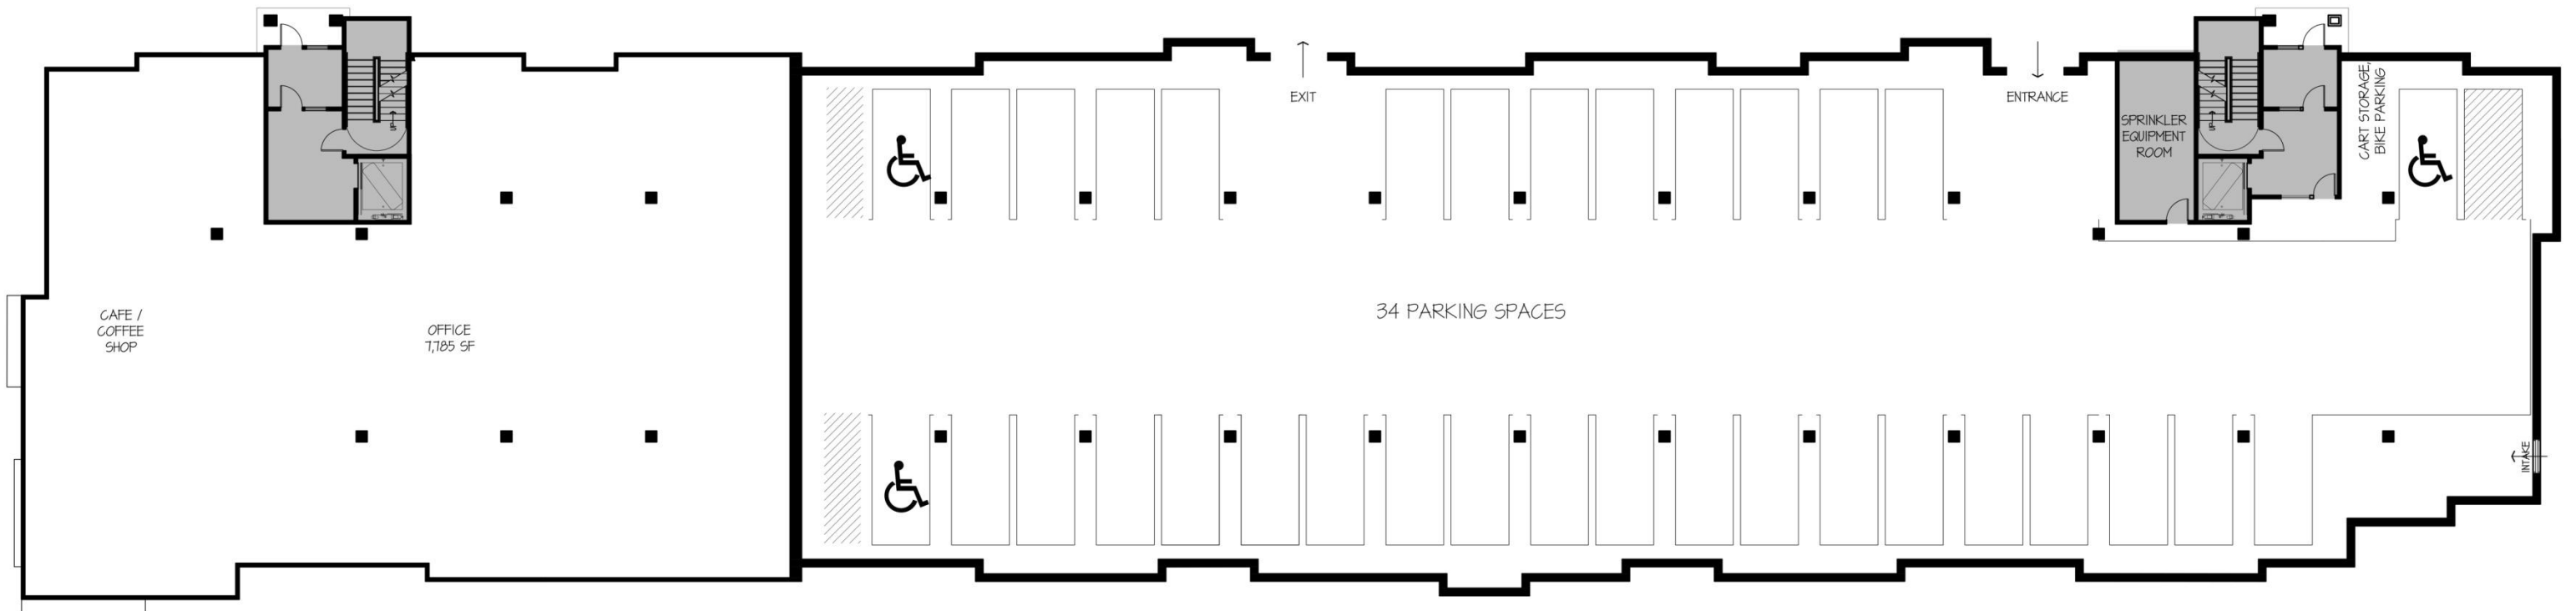 EXIT
ENTRANCE
SPRINKLER
EQUIPMENT
ROOM
CART STORAGE,
BIKE PARKING
UP
UP
CAFE /
COFFEE
SHOP
OFFICE
7,785 SF
34 PARKING SPACES
INTAKE